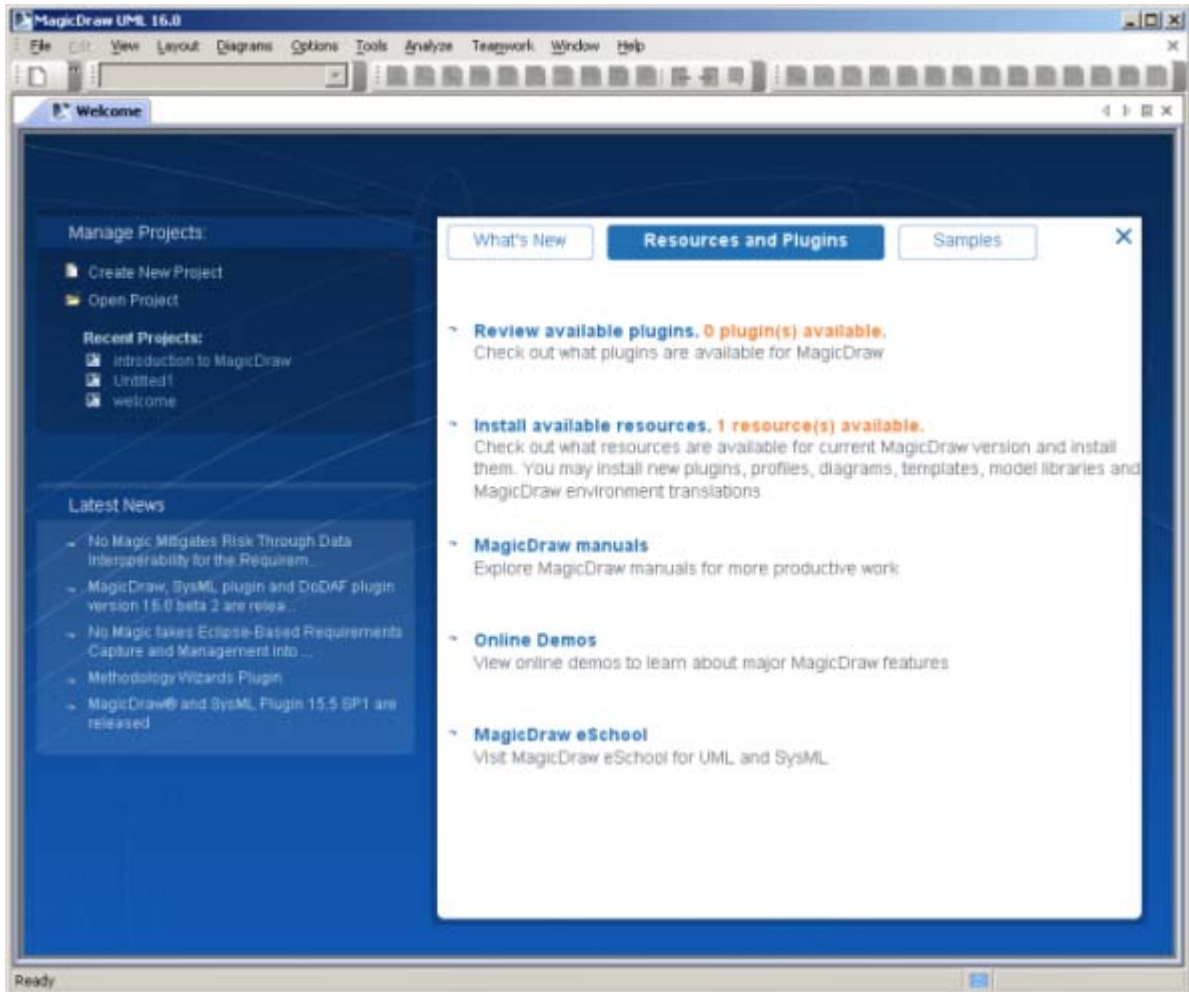 MagicDraw UML 16.0
File Edit View Layout Diagrams Options Tools Analyze Teamwork Window Help
Welcome
Manage Projects:
Create New Project
Open Project
Recent Projects:
introduction to MagicDraw
Untitled1
welcome
Latest News
No Magic Mitigates Risk Through Data
Interoperability for the Requirem...
MagicDraw, SysML plugin and DoDAF plugin
version 16.0 beta 2 are relea...
No Magic takes Eclipse-Based Requirements
Capture and Management into ...
Methodology Wizards Plugin
MagicDraw® and SysML Plugin 15.5 SP1 are
released
What's New
Resources and Plugins
Samples
Review available plugins. 0 plugin(s) available.
Check out what plugins are available for MagicDraw
Install available resources. 1 resource(s) available.
Check out what resources are available for current MagicDraw version and install
them. You may install new plugins, profiles, diagrams, templates, model libraries and
MagicDraw environment translations
MagicDraw manuals
Explore MagicDraw manuals for more productive work
Online Demos
View online demos to learn about major MagicDraw features
MagicDraw eSchool
Visit MagicDraw eSchool for UML and SysML
Ready